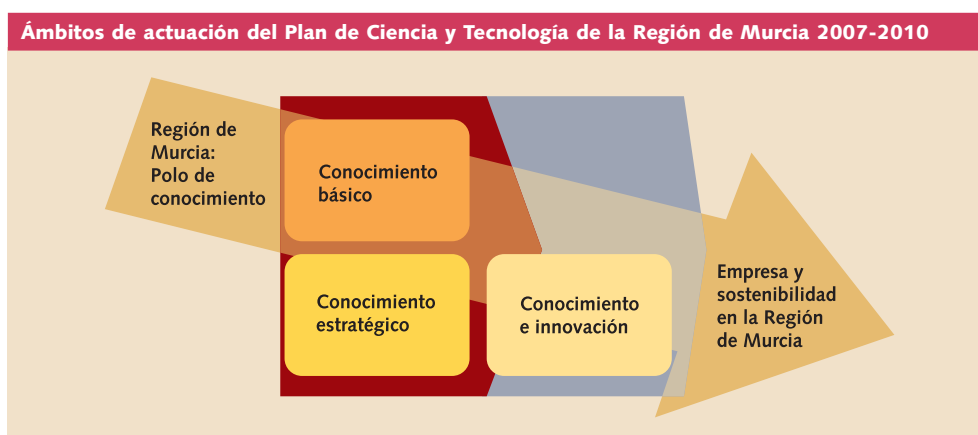 Ámbitos de actuación del Plan de Ciencia y Tecnología de la Región de Murcia 2007-2010
Región de
Murcia:
Polo de
conocimiento
Conocimiento
básico
Conocimiento
estratégico
Conocimiento
e innovación
Empresa y
sostenibilidad
en la Región
de Murcia